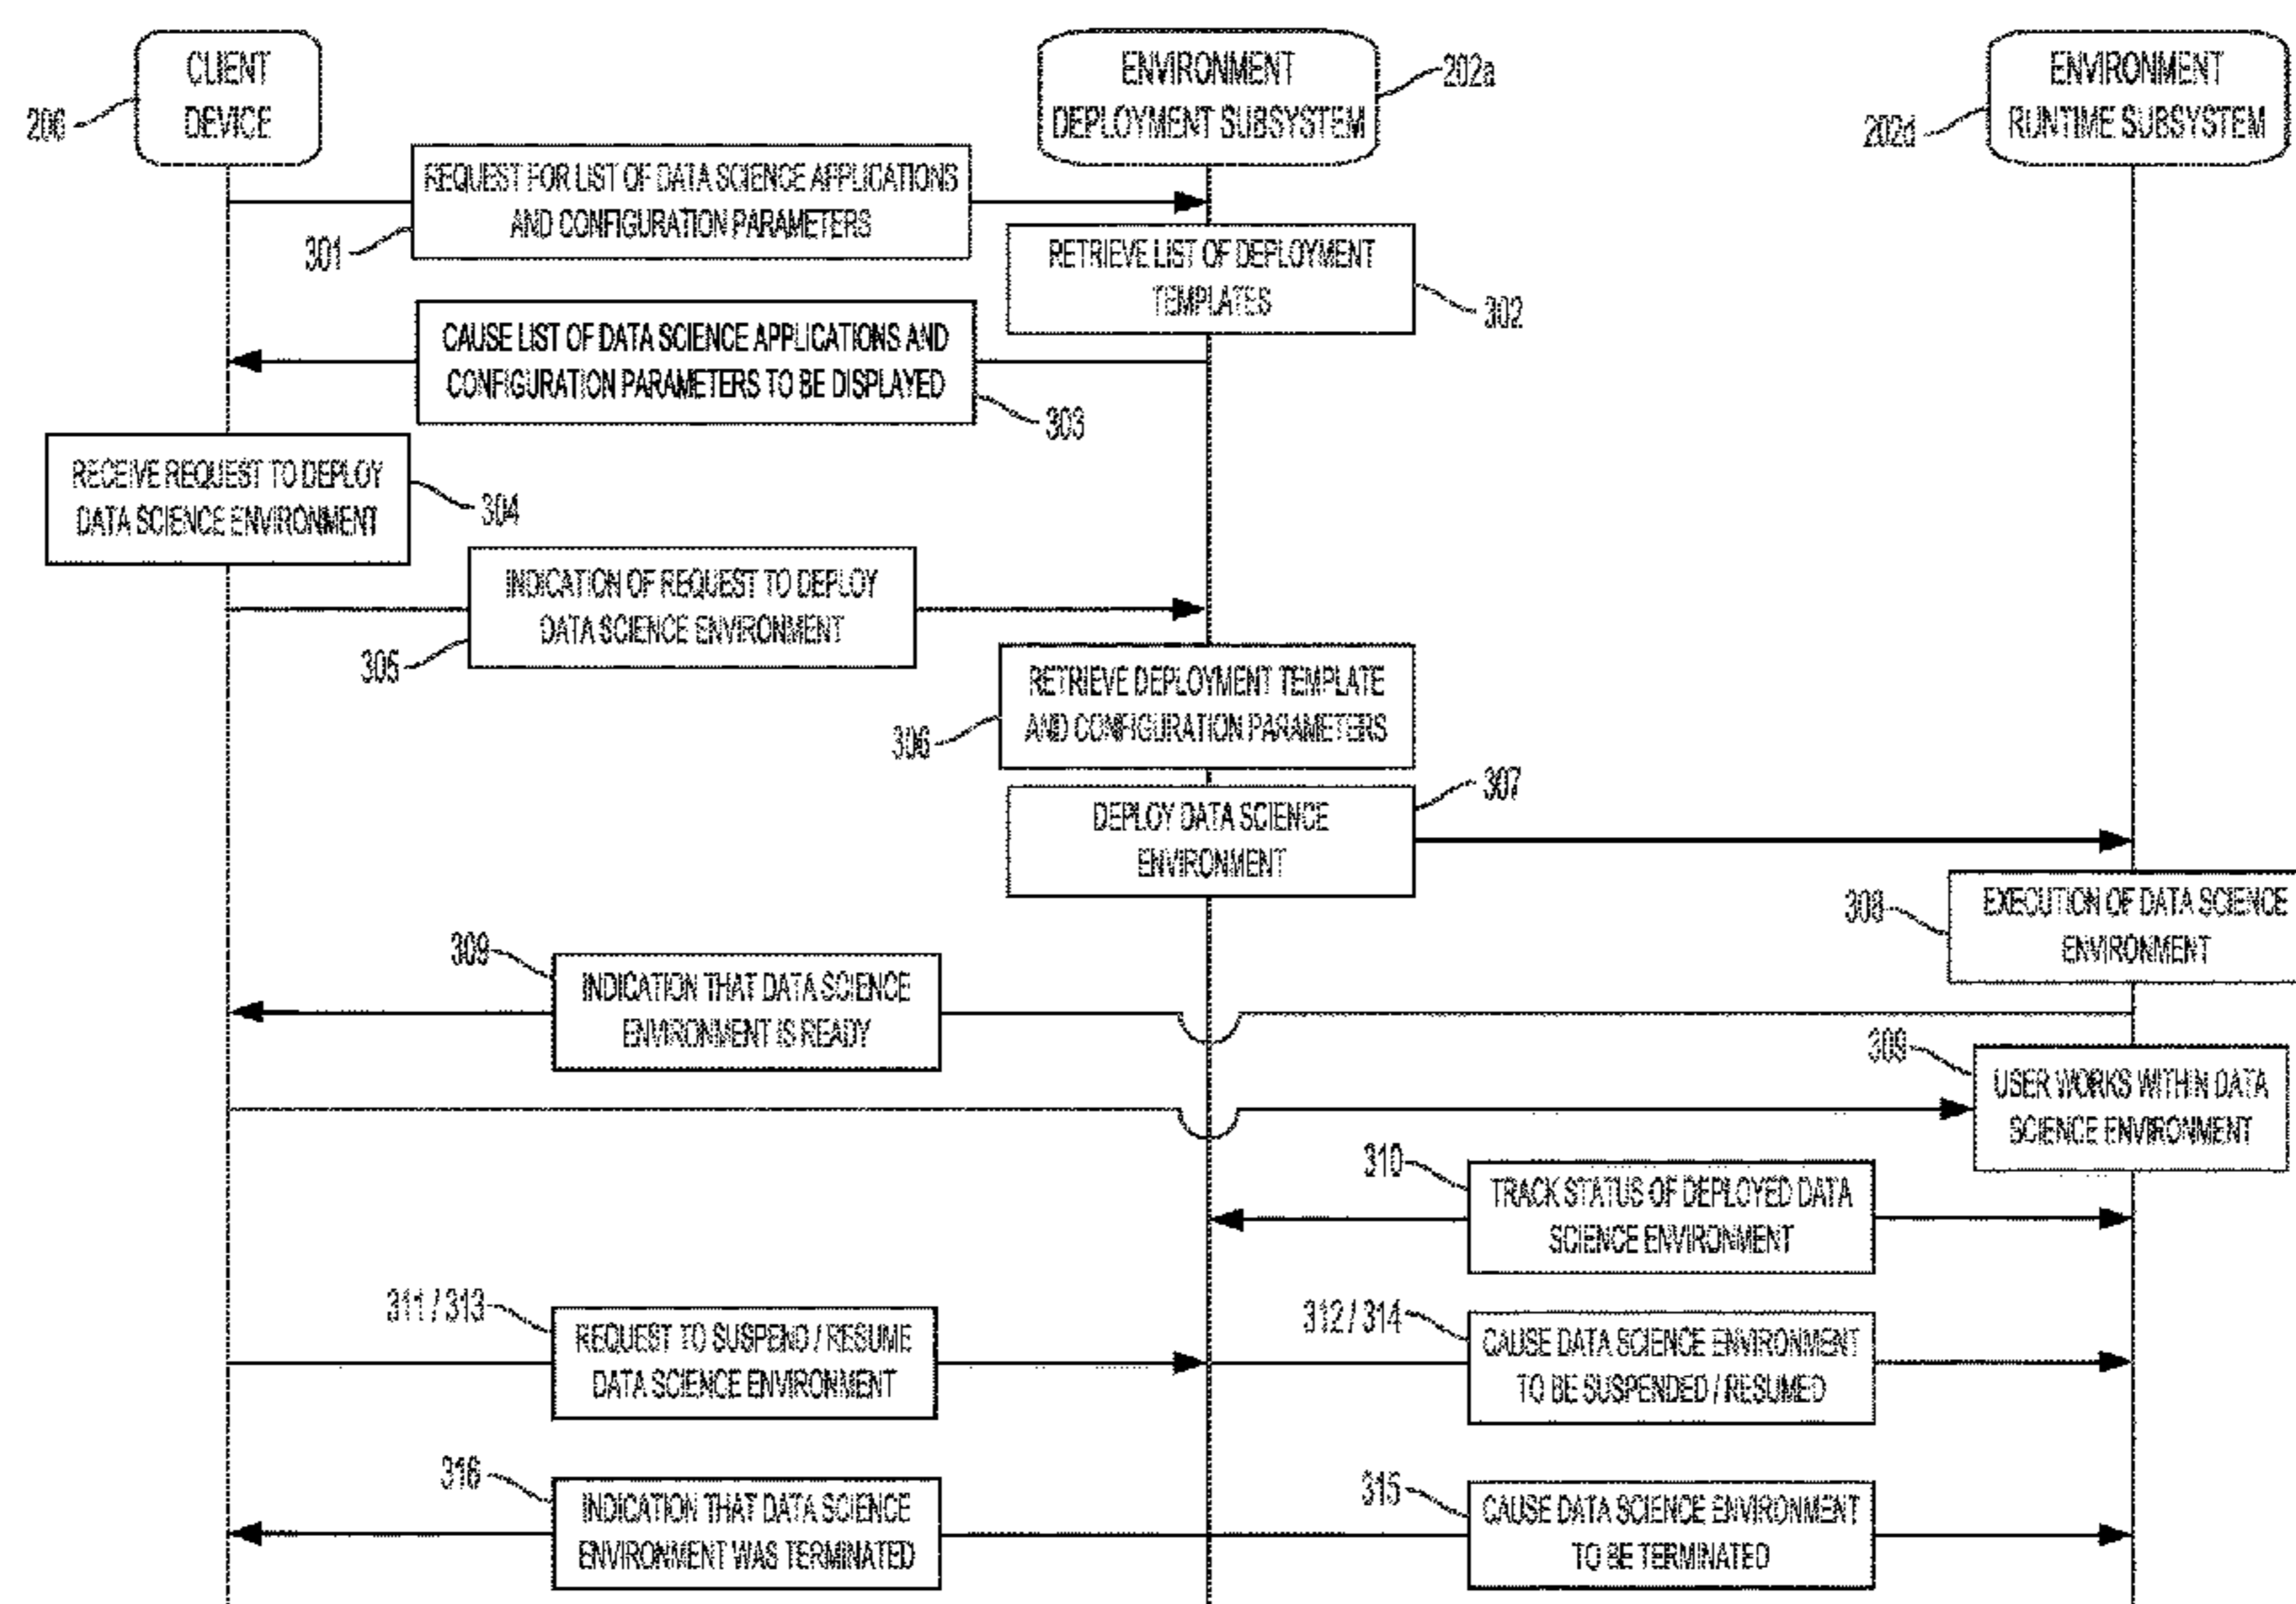 CLIENT
DEVICE
206
ENVIRONMENT
DEPLOYMENT SUBSYSTEM
202a
ENVIRONMENT
RUNTIME SUBSYSTEM
202d
REQUEST FOR LIST OF DATA SCIENCE APPLICATIONS
AND CONFIGURATION PARAMETERS
301
RETRIEVE LIST OF DEPLOYMENT
TEMPLATES
302
CAUSE LIST OF DATA SCIENCE APPLICATIONS AND
CONFIGURATION PARAMETERS TO BE DISPLAYED
303
RECEIVE REQUEST TO DEPLOY
DATA SCIENCE ENVIRONMENT
304
INDICATION OF REQUEST TO DEPLOY
DATA SCIENCE ENVIRONMENT
305
RETRIEVE DEPLOYMENT TEMPLATE
AND CONFIGURATION PARAMETERS
306
DEPLOY DATA SCIENCE
ENVIRONMENT
307
308
EXECUTION OF DATA SCIENCE
ENVIRONMENT
309
INDICATION THAT DATA SCIENCE
ENVIRONMENT IS READY
309
USER WORKS WITHIN DATA
SCIENCE ENVIRONMENT
310
TRACK STATUS OF DEPLOYED DATA
SCIENCE ENVIRONMENT
311 / 313
REQUEST TO SUSPEND / RESUME
DATA SCIENCE ENVIRONMENT
312 / 314
CAUSE DATA SCIENCE ENVIRONMENT
TO BE SUSPENDED / RESUMED
316
INDICATION THAT DATA SCIENCE
ENVIRONMENT WAS TERMINATED
315
CAUSE DATA SCIENCE ENVIRONMENT
TO BE TERMINATED